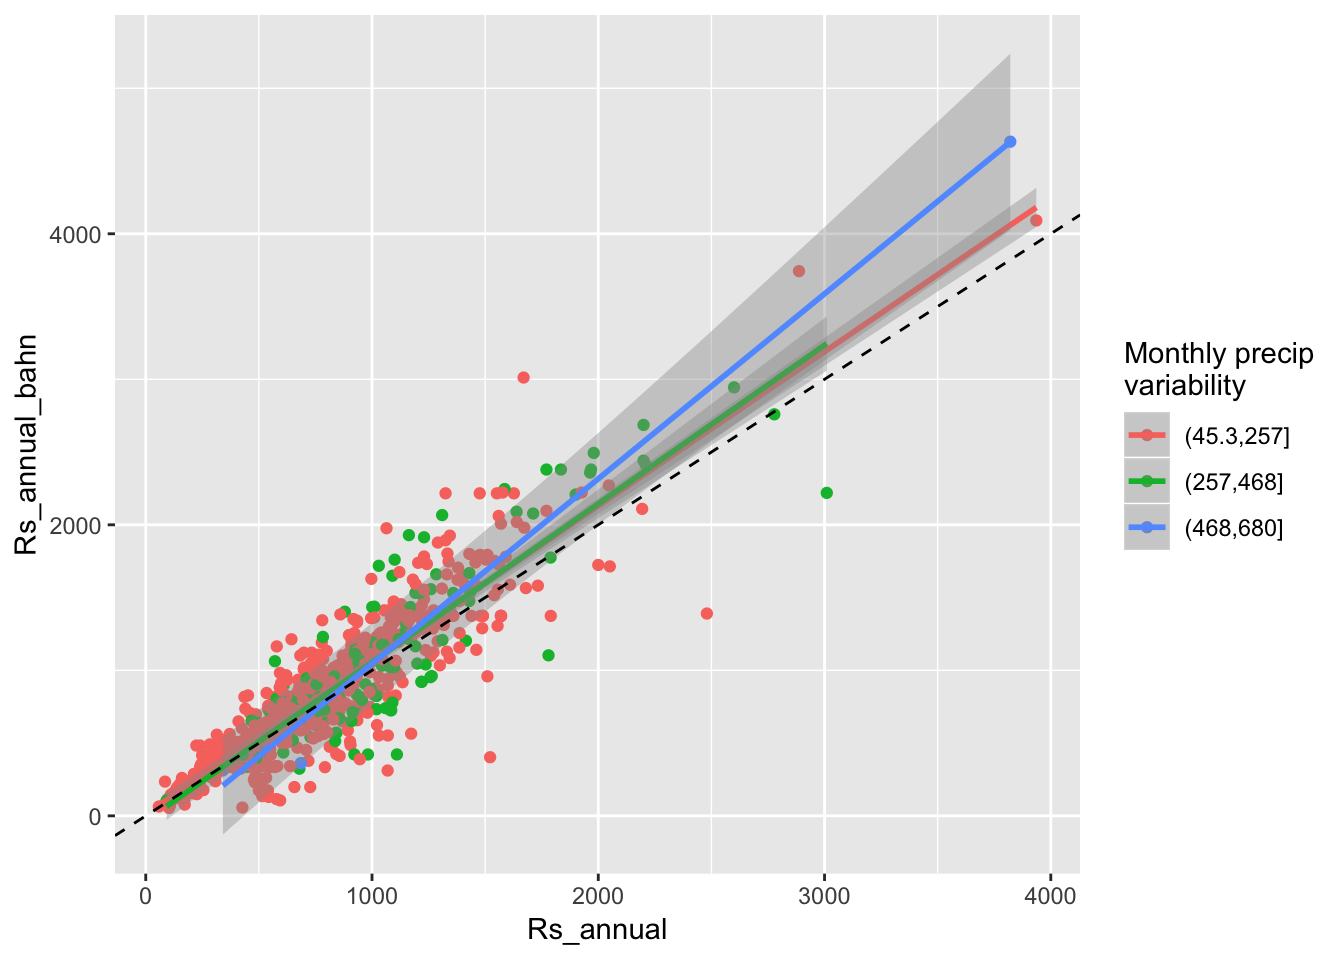 4000
2000
0
Rs_annual_bahn
0
1000
2000
3000
4000
Rs_annual
Monthly precip
variability
(45.3,257]
(257,468]
(468,680]